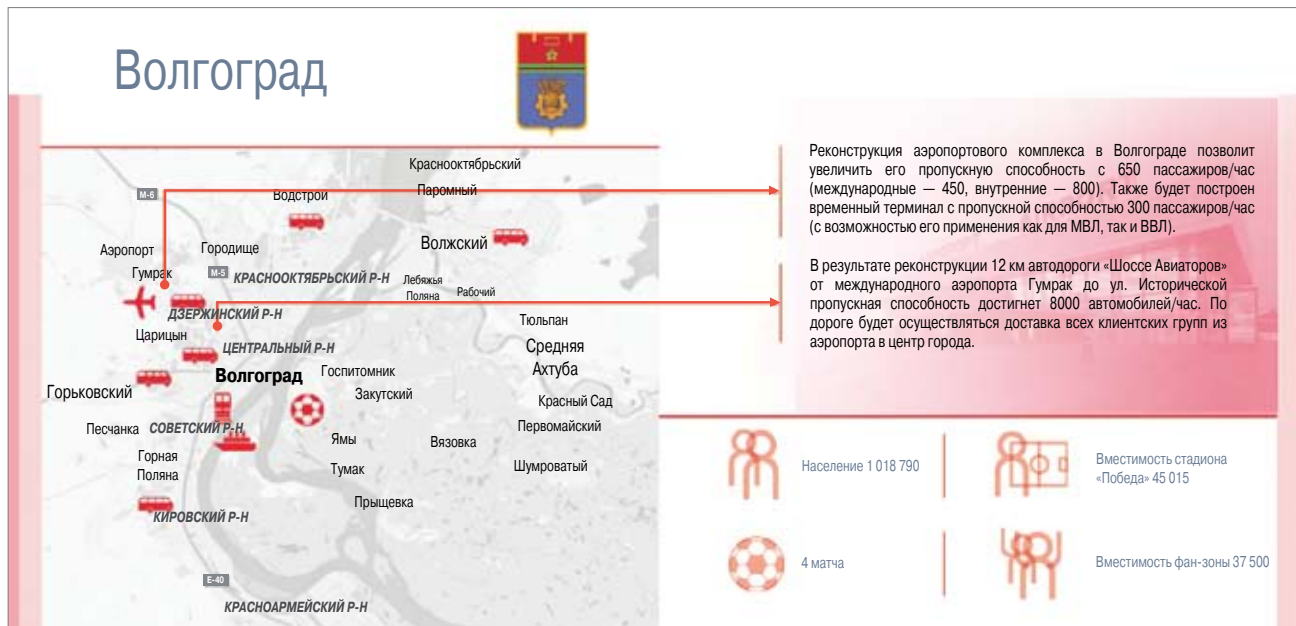 Волгоград
Краснооктябрьский
Паромный
М-6
Водстрой
Волжский
Аэропорт
Городище
Гумрак
М-5
КРАСНООКТЯБРЬСКИЙ Р-Н
Лебяжья
Поляна
Рабочий
ДЗЕРЖИНСКИЙ Р-Н
Царицын
ЦЕНТРАЛЬНЫЙ Р-Н
Тюльпан
Средняя
Ахтуба
Волгоград
Госпитомник
Горьковский
Закутский
Красный Сад
Песчанка
СОВЕТСКИЙ Р-Н
Первомайский
Ямы
Вязовка
Горная
Поляна
Тумак
Шумроватый
Прыщевка
КИРОВСКИЙ Р-Н
Е-40
КРАСНОАРМЕЙСКИЙ Р-Н
Реконструкция аэропортового комплекса в Волгограде позволит
увеличить его пропускную способность с 650 пассажиров/час
(международные — 450, внутренние — 800). Также будет построен
временный терминал с пропускной способностью 300 пассажиров/час
(с возможностью его применения как для МВЛ, так и ВВЛ).
В результате реконструкции 12 км автодороги «Шоссе Авиаторов»
от международного аэропорта Гумрак до ул. Исторической
пропускная способность достигнет 8000 автомобилей/час. По
дороге будет осуществляться доставка всех клиентских групп из
аэропорта в центр города.
Население 1 018 790
Вместимость стадиона
«Победа» 45 015
4 матча
Вместимость фан-зоны 37 500